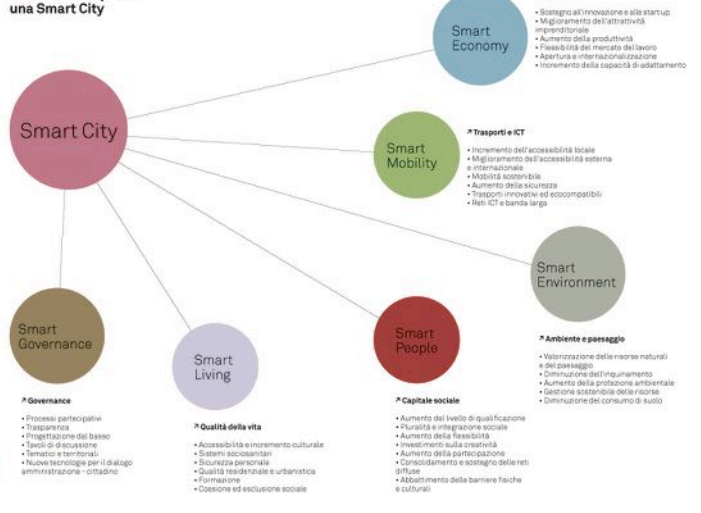 una Smart City
Smart City
Smart
Economy
• Sostegno all'innovazione e alle start up
• Miglioramento dell'attrattività
imprenditoriale
• Aumento della produttività
• Flessibilità del mercato del lavoro
• Apertura e internazionalizzazione
• Incremento della capacità di adattamento
Smart
Mobility
↗ Trasporti e ICT
• Incremento dell'accessibilità locale
• Miglioramento dell'accessibilità esterna
e internazionale
• Mobilità sostenibile
• Aumento della sicurezza
• Trasporti innovativi ed ecocompatibili
• Reti ICT e banda larga
Smart
Environment
↗ Ambiente e paesaggio
• Valorizzazione delle risorse naturali
e del paesaggio
• Diminuzione dell'inquinamento
• Aumento della protezione ambientale
• Gestione sostenibile delle risorse
• Diminuzione del consumo di suolo
Smart
Governance
↗ Governance
• Processi partecipativi
• Trasparenza
• Progettazione dal basso
• Tavoli di discussione
• Tematici e territoriali
• Nuove tecnologie per il dialogo
amministrazione - cittadino
Smart
Living
↗ Qualità della vita
• Accessibilità e incremento culturale
• Sistemi sociosanitari
• Sicurezza personale
• Qualità residenziale e urbanistica
• Formazione
• Coesione ed esclusione sociale
Smart
People
↗ Capitale sociale
• Aumento del livello di qualificazione
• Pluralità e integrazione sociale
• Aumento della flessibilità
• Investimenti sulla creatività
• Aumento della partecipazione
• Consolidamento e sostegno delle reti
diffuse
• Abbattimento delle barriere fisiche
e culturali